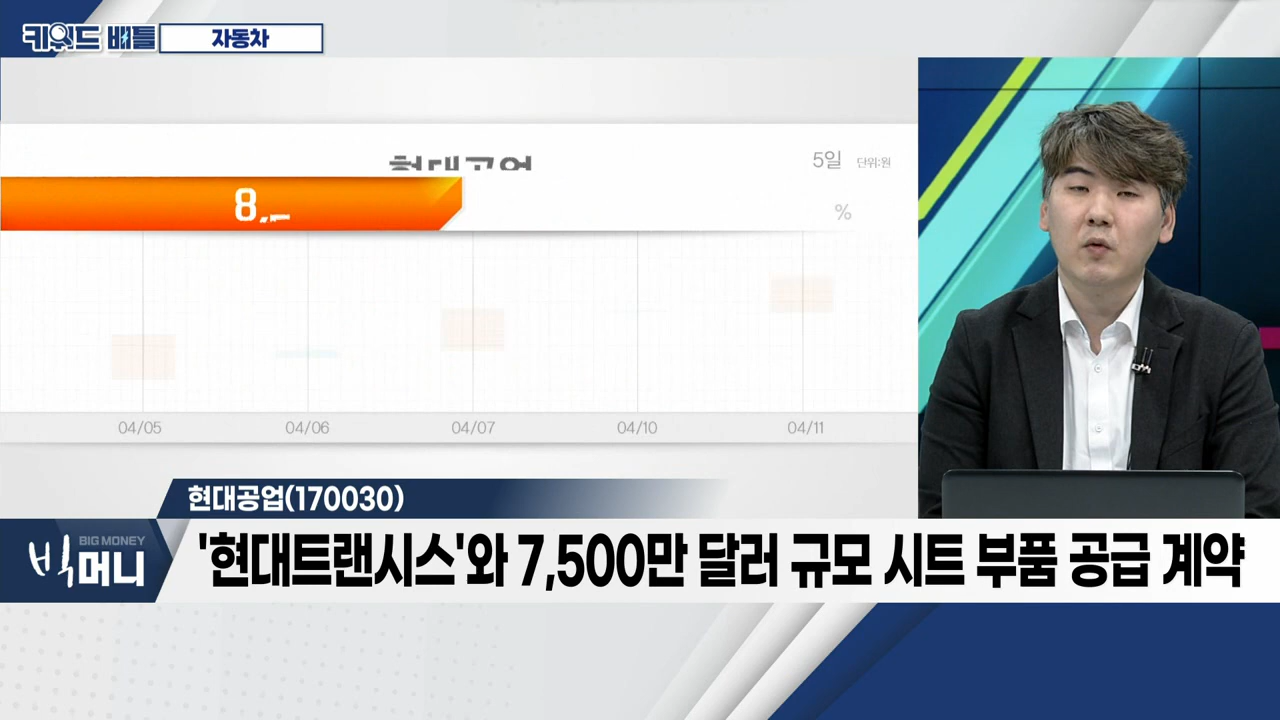 키워드 배틀
자동차
5일 단위:원
8
%
04/05 04/06 04/07 04/10 04/11
현대공업(170030)
BIG MONEY
빅머니
'현대트랜시스'와 7,500만 달러 규모 시트 부품 공급 계약